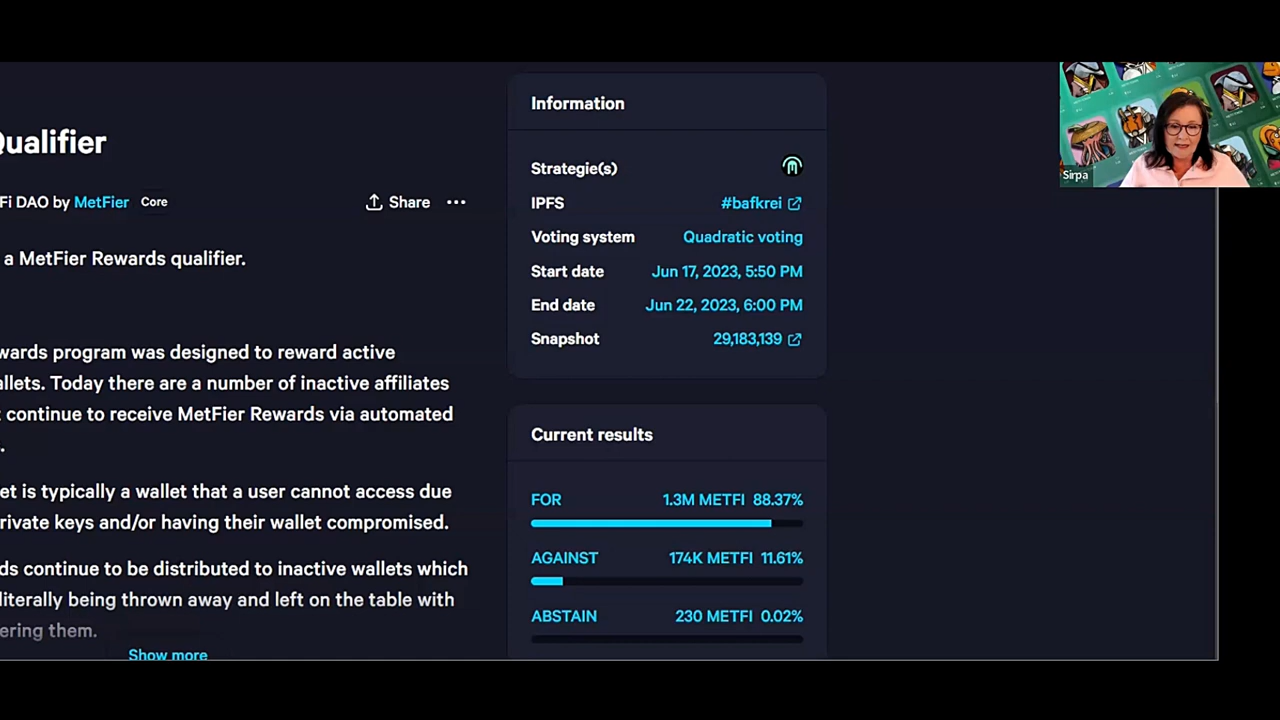 Qualifier
Fi DAO by MetFier Core
Share
a MetFier Rewards qualifier.
wards program was designed to reward active
allets. Today there are a number of inactive affiliates
continue to receive MetFier Rewards via automated
et is typically a wallet that a user cannot access due
rivate keys and/or having their wallet compromised.
ds continue to be distributed to inactive wallets which
literally being thrown away and left on the table with
ering them.
Show more
Information
Strategie(s)
IPFS #bafkrei
Voting system Quadratic voting
Start date Jun 17, 2023, 5:50 PM
End date Jun 22, 2023, 6:00 PM
Snapshot 29,183,139
Current results
FOR 1.3M METFI 88.37%
AGAINST 174K METFI 11.61%
ABSTAIN 230 METFI 0.02%
Sirpa